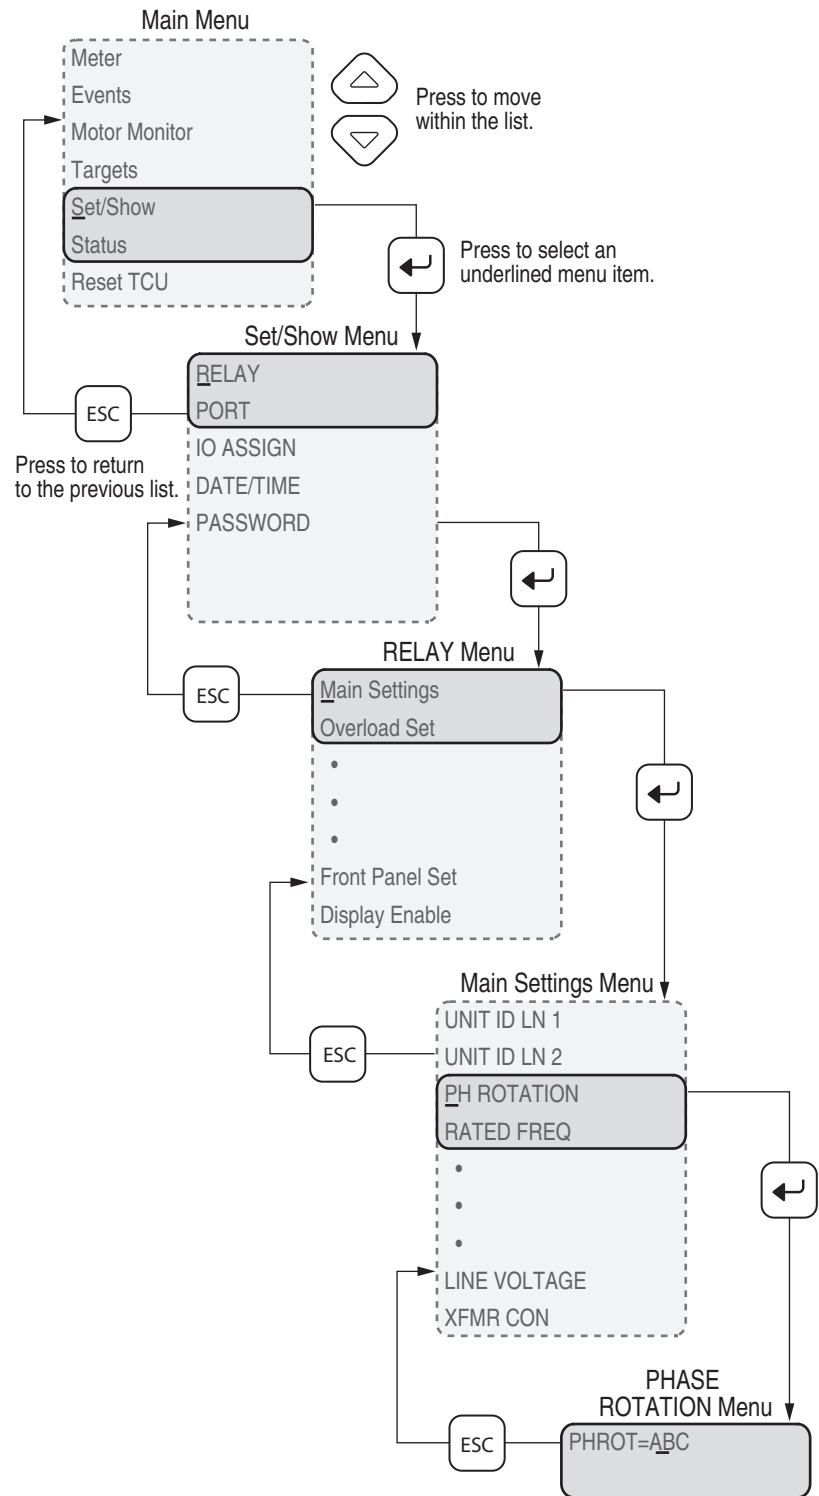 Main Menu
Meter
Events
Motor Monitor
Targets
Set/Show
Status
Reset TCU
Press to move
within the list.
Press to select an
underlined menu item.
Set/Show Menu
RELAY
PORT
IO ASSIGN
DATE/TIME
PASSWORD
ESC
Press to return
to the previous list.
RELAY Menu
Main Settings
Overload Set
Front Panel Set
Display Enable
ESC
Main Settings Menu
UNIT ID LN 1
UNIT ID LN 2
PH ROTATION
RATED FREQ
LINE VOLTAGE
XFMR CON
ESC
PHASE
ROTATION Menu
PHROT=ABC
ESC